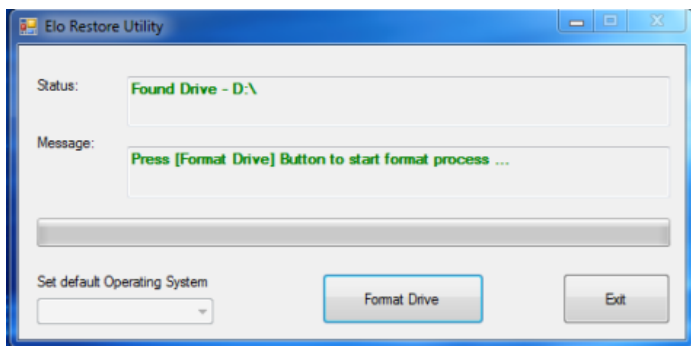 Elo Restore Utility
Status:
Found Drive - D:\
Message:
Press [Format Drive] Button to start format process ...
Set default Operating System
Format Drive
Exit